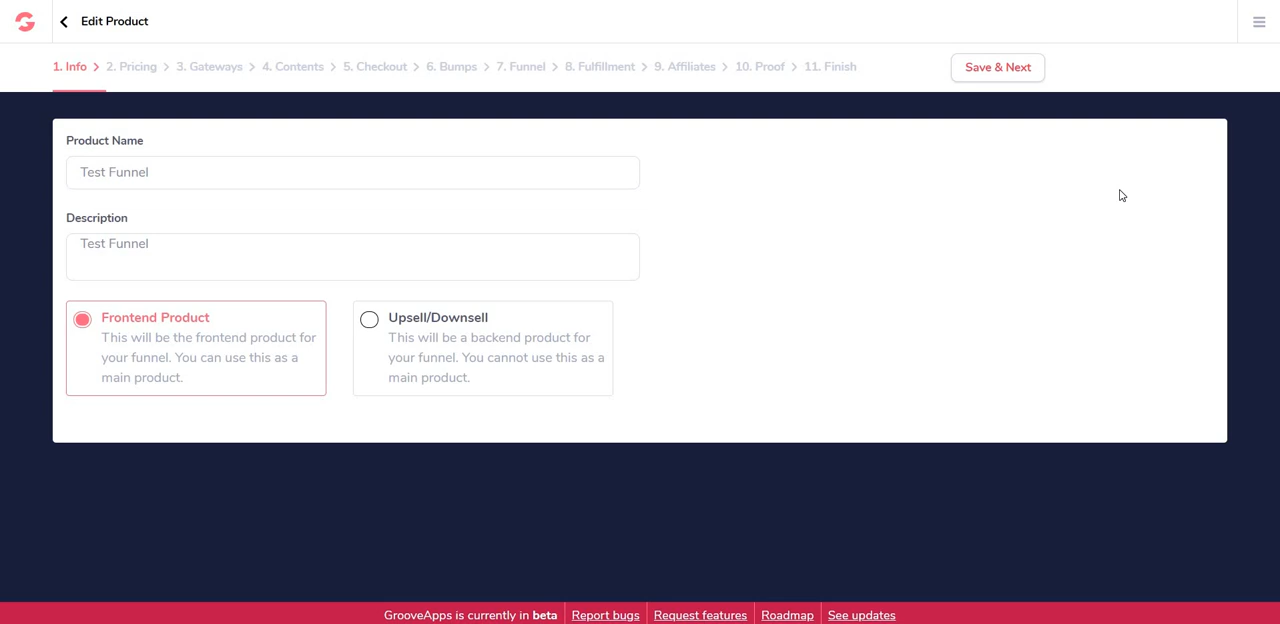 Edit Product
1. Info > 2. Pricing > 3. Gateways > 4. Contents > 5. Checkout > 6. Bumps > 7. Funnel > 8. Fulfillment > 9. Affiliates > 10. Proof > 11. Finish
Save & Next
Product Name
Test Funnel
Description
Test Funnel
Frontend Product
This will be the frontend product for
your funnel. You can use this as a
main product.
Upsell/Downsell
This will be a backend product for
your funnel. You cannot use this as a
main product.
GrooveApps is currently in beta Report bugs Request features Roadmap See updates